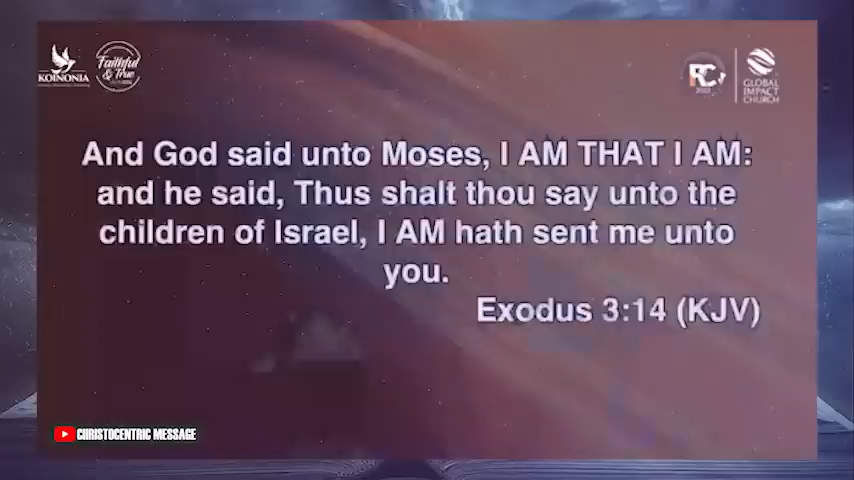 KOINONIA
Faithful
& True
RC
GLOBAL
IMPACT
CHURCH
And God said unto Moses, I AM THAT I AM:
and he said, Thus shalt thou say unto the
children of Israel, I AM hath sent me unto
you.
Exodus 3:14 (KJV)
CHRISTOCENTRIC MESSAGE